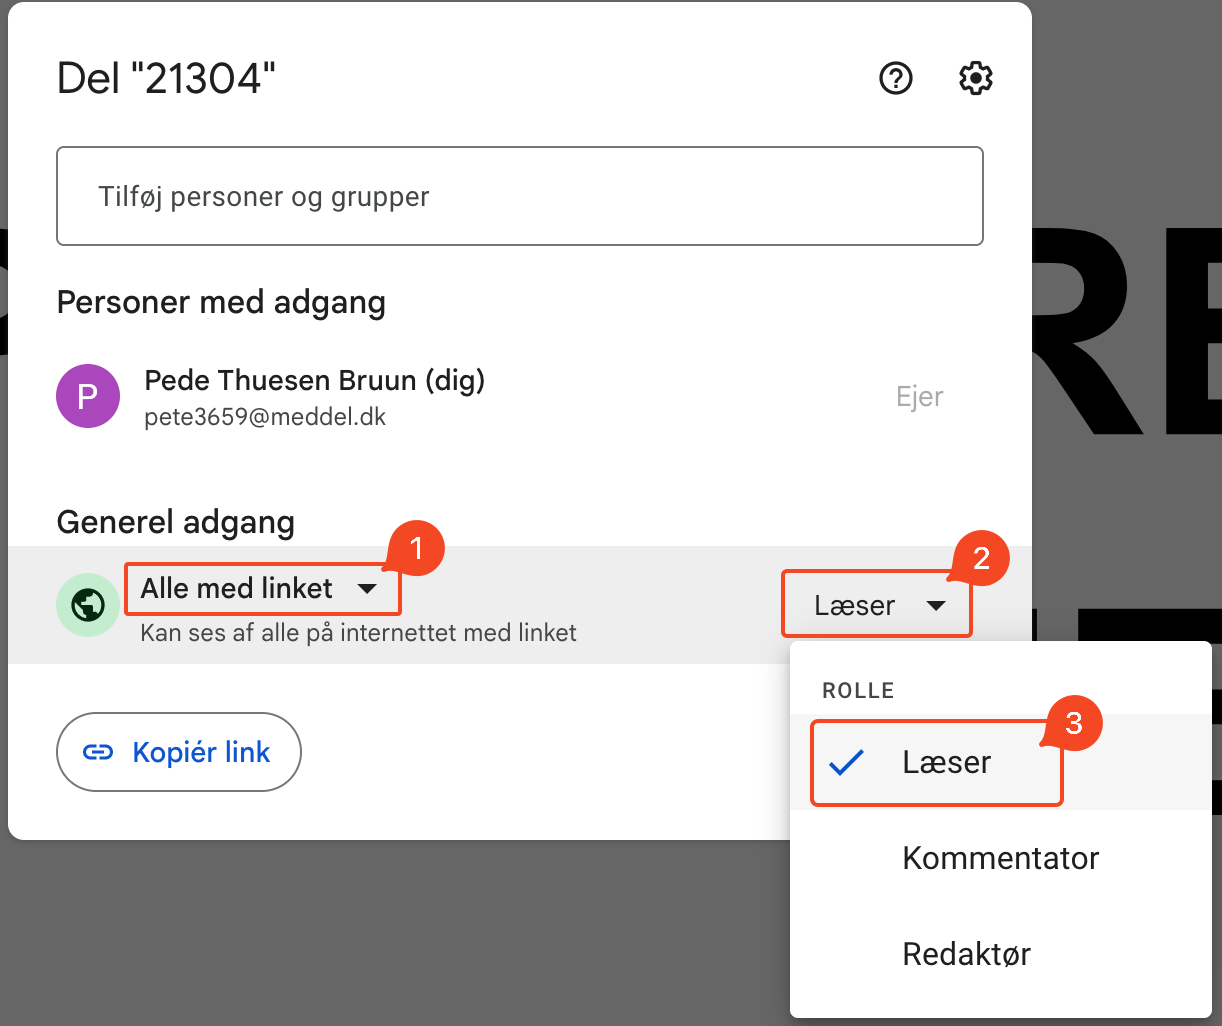 Del "21304"
Tilføj personer og grupper
Personer med adgang
P
Pede Thuesen Bruun (dig)
pete3659@meddel.dk
Ejer
Generel adgang
1
Alle med linket
2
Læser
Kan ses af alle på internettet med linket
ROLLE
3
Læser
Kopiér link
Kommentator
Redaktør